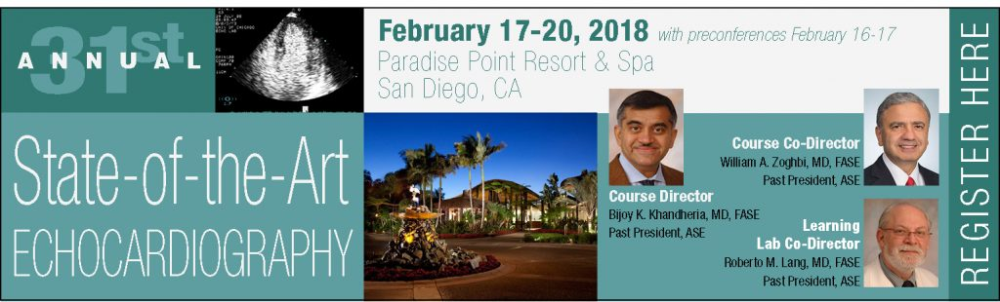 31st
ANNUAL
February 17-20, 2018 with preconferences February 16-17
Paradise Point Resort & Spa
San Diego, CA
State-of-the-Art
ECHOCARDIOGRAPHY
Course Director
Bijoy K. Khandheria, MD, FASE
Past President, ASE
Course Co-Director
William A. Zoghbi, MD, FASE
Past President, ASE
Learning
Lab Co-Director
Roberto M. Lang, MD, FASE
Past President, ASE
REGISTER HERE